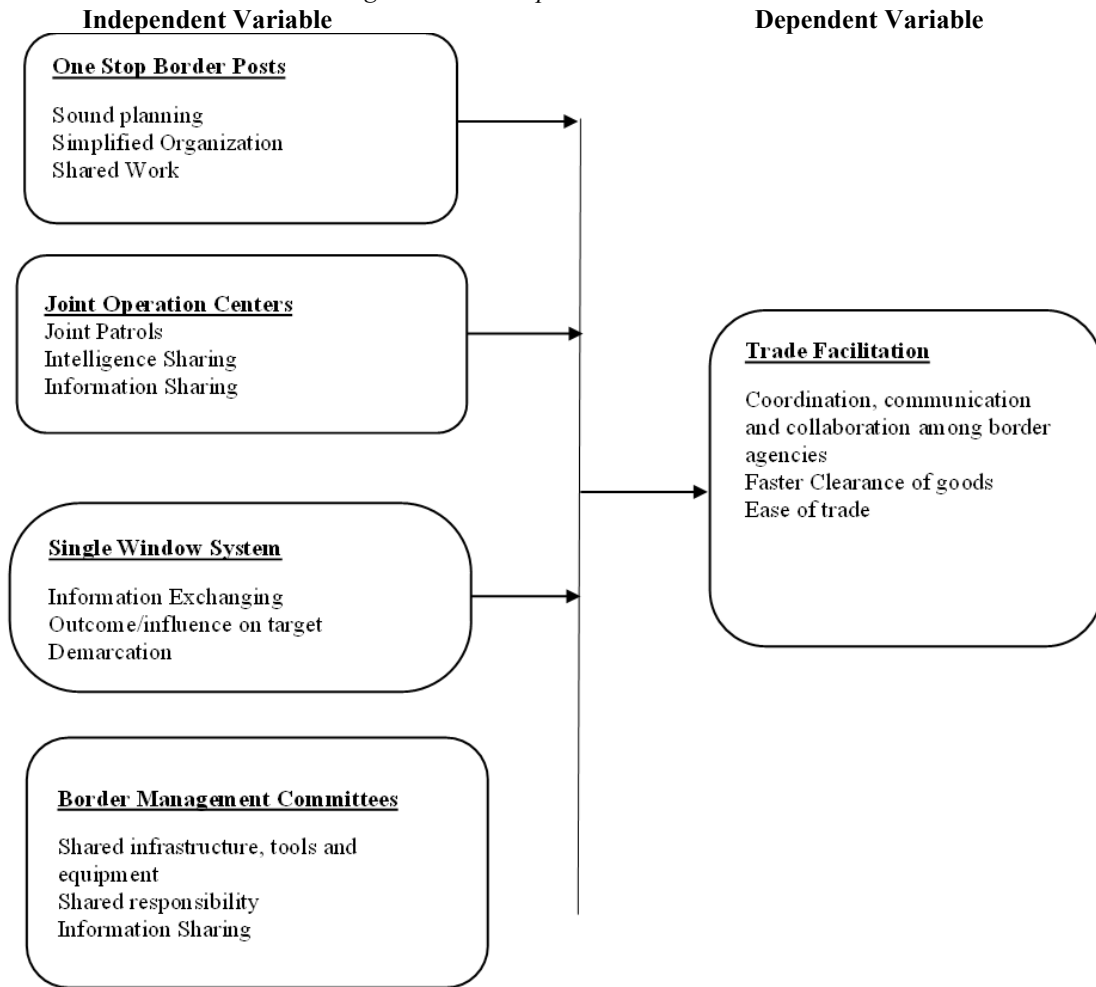 Independent Variable
Dependent Variable
One Stop Border Posts
Sound planning
Simplified Organization
Shared Work
Joint Operation Centers
Joint Patrols
Intelligence Sharing
Information Sharing
Single Window System
Information Exchanging
Outcome/influence on target
Demarcation
Border Management Committees
Shared infrastructure, tools and
equipment
Shared responsibility
Information Sharing
Trade Facilitation
Coordination, communication
and collaboration among border
agencies
Faster Clearance of goods
Ease of trade